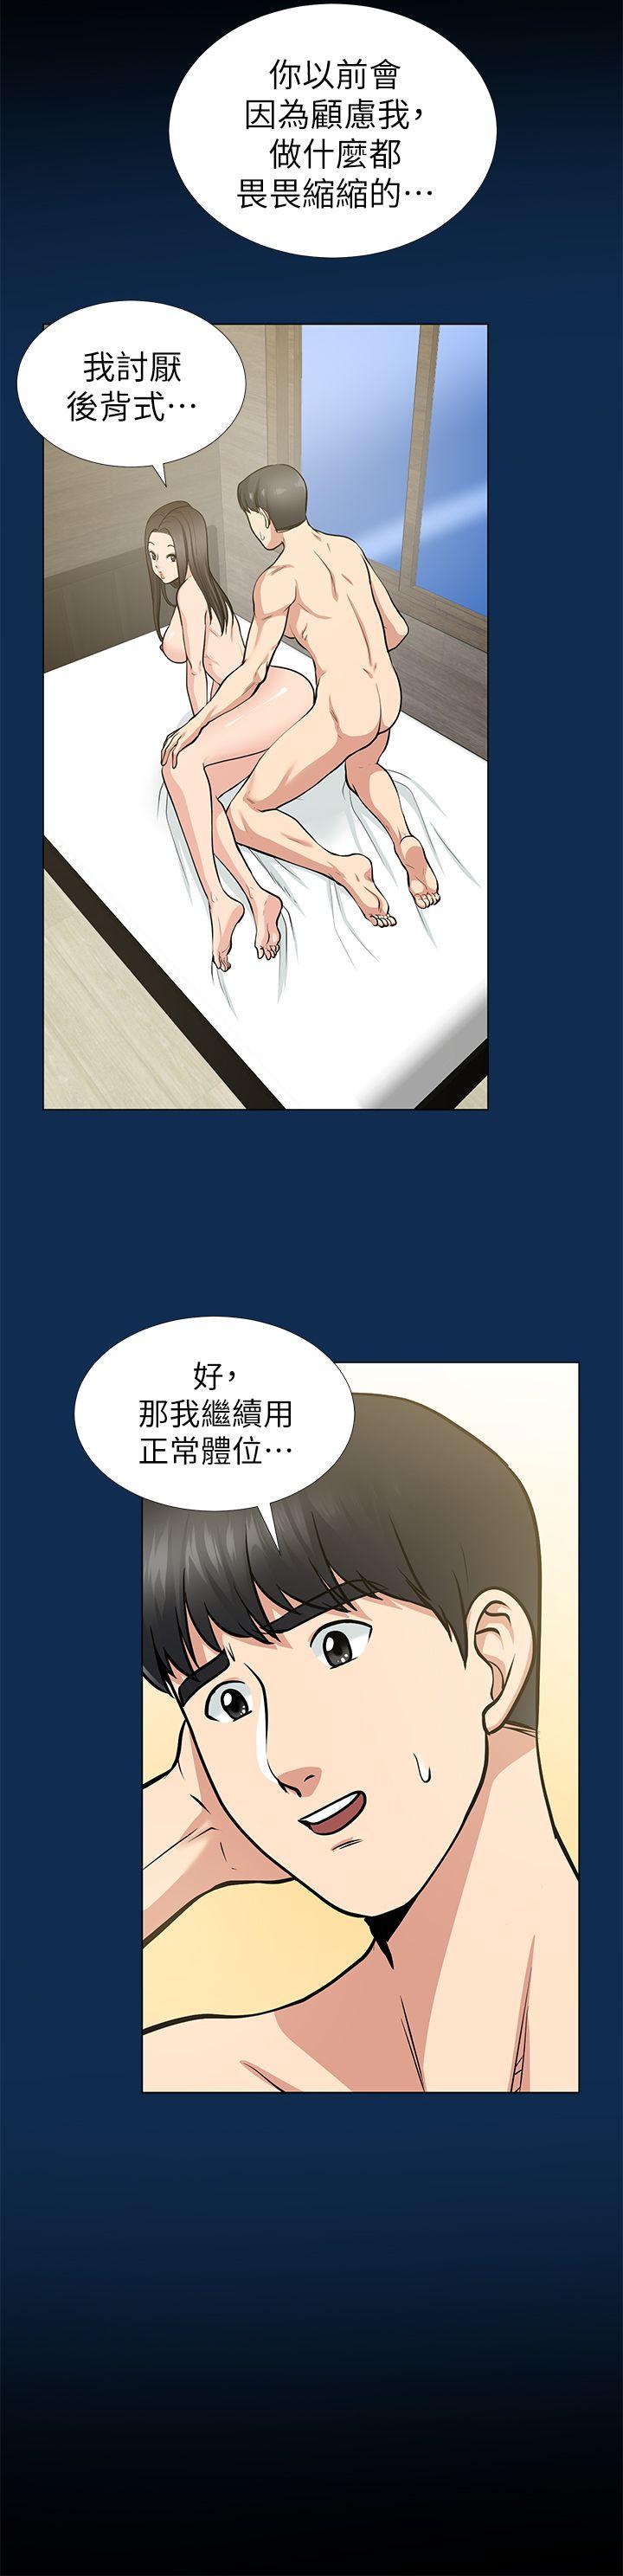 你以前會
因為顧慮我，
做什麼都
畏畏縮縮的…
我討厭
後背式…
好，
那我繼續用
正常體位…